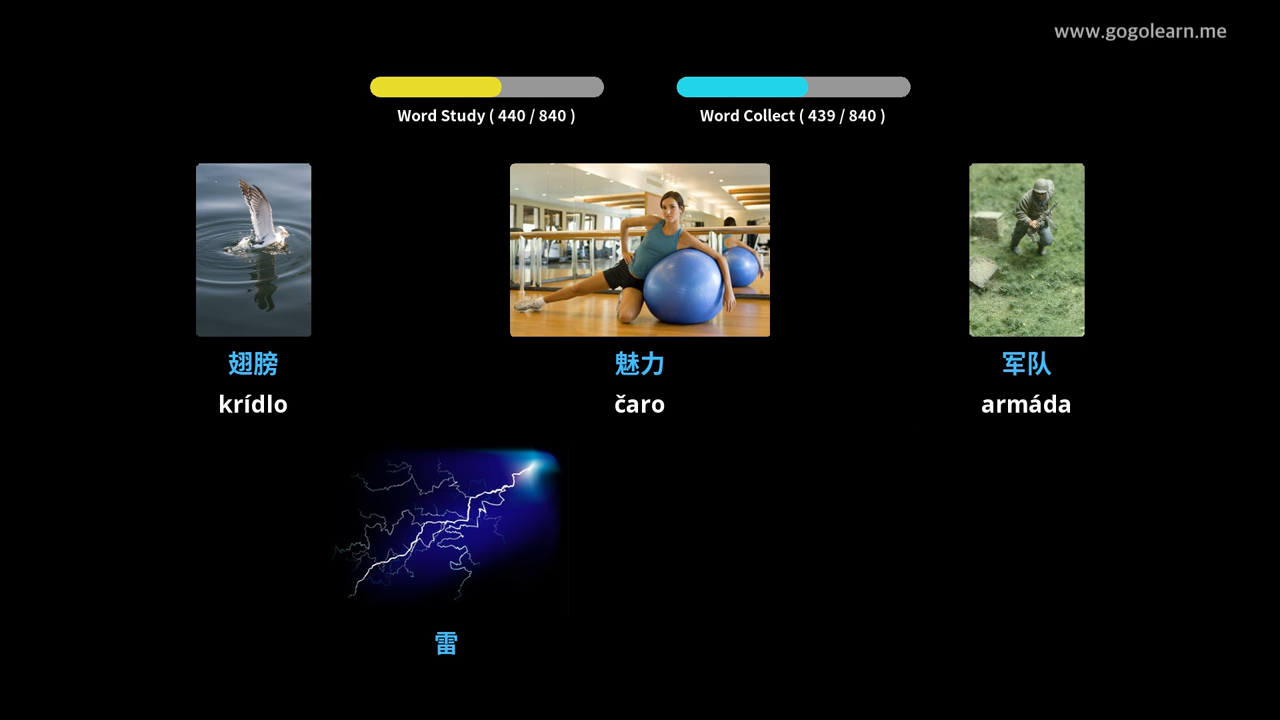 www.gogolearn.me
Word Study ( 440 / 840 )
Word Collect ( 439 / 840 )
翅膀
魅力
军队
krídlo
čaro
armáda
雷